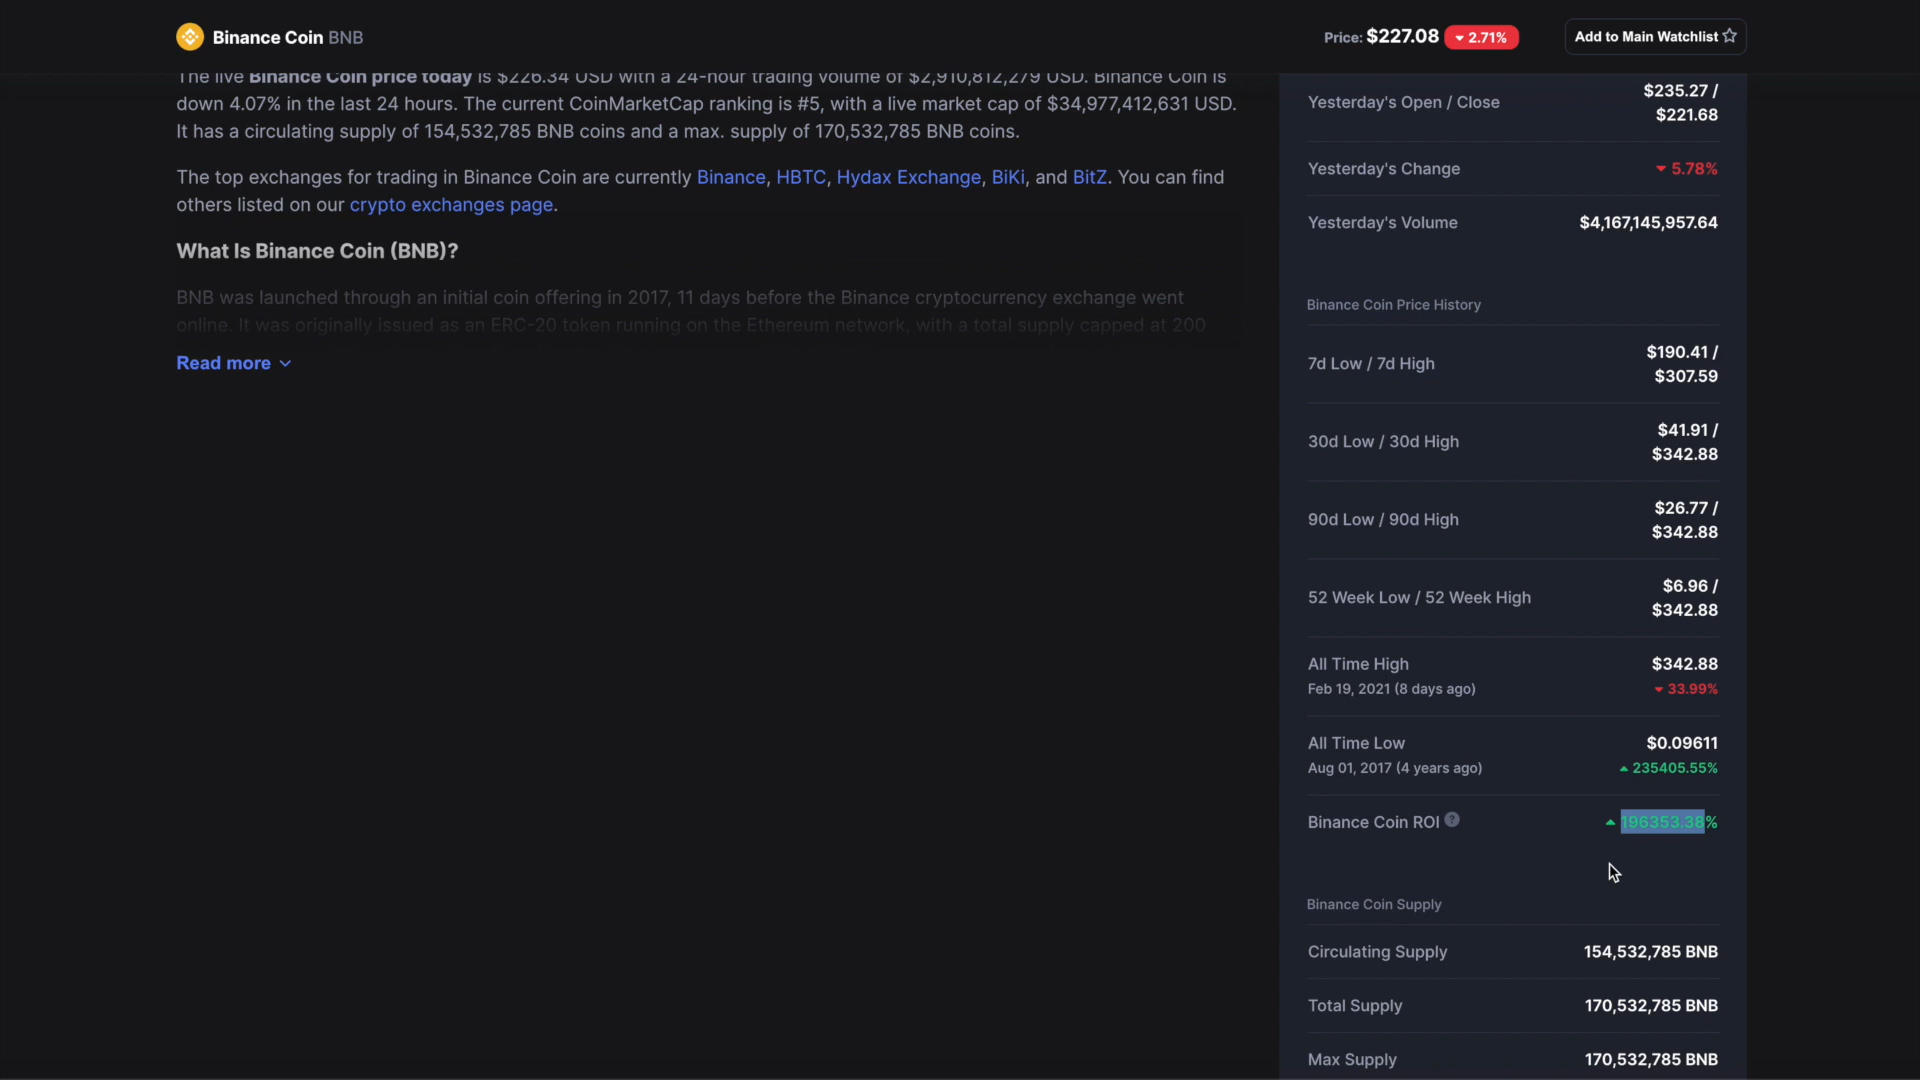 Binance Coin BNB
Price: $227.08 2.71%
Add to Main Watchlist
The live Binance Coin price today is $226.34 USD with a 24-hour trading volume of $2,910,812,279 USD. Binance Coin is
down 4.07% in the last 24 hours. The current CoinMarketCap ranking is #5, with a live market cap of $34,977,412,631 USD.
It has a circulating supply of 154,532,785 BNB coins and a max. supply of 170,532,785 BNB coins.
The top exchanges for trading in Binance Coin are currently Binance, HBTC, Hydax Exchange, BiKi, and BitZ. You can find
others listed on our crypto exchanges page.
What Is Binance Coin (BNB)?
BNB was launched through an initial coin offering in 2017, 11 days before the Binance cryptocurrency exchange went
online. It was originally issued as an ERC-20 token running on the Ethereum network, with a total supply capped at 200
Read more
Yesterday's Open / Close
$235.27 /
$221.68
Yesterday's Change
5.78%
Yesterday's Volume
$4,167,145,957.64
Binance Coin Price History
7d Low / 7d High
$190.41 /
$307.59
30d Low / 30d High
$41.91 /
$342.88
90d Low / 90d High
$26.77 /
$342.88
52 Week Low / 52 Week High
$6.96 /
$342.88
All Time High
$342.88
Feb 19, 2021 (8 days ago)
33.99%
All Time Low
$0.09611
Aug 01, 2017 (4 years ago)
235405.55%
Binance Coin ROI ?
196353.38%
Binance Coin Supply
Circulating Supply
154,532,785 BNB
Total Supply
170,532,785 BNB
Max Supply
170,532,785 BNB